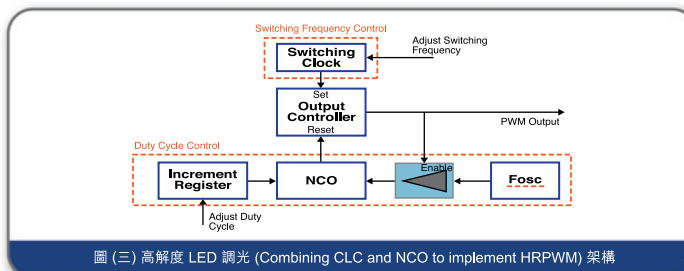 Switching Frequency Control
Switching
Clock
Adjust Switching
Frequency
Set
Output
Controller
Reset
PWM Output
Duty Cycle Control
Increment
Register
NCO
Enable
Fosc
Adjust Duty
Cycle
圖 (三) 高解度 LED 調光 (Combining CLC and NCO to implement HRPWM) 架構